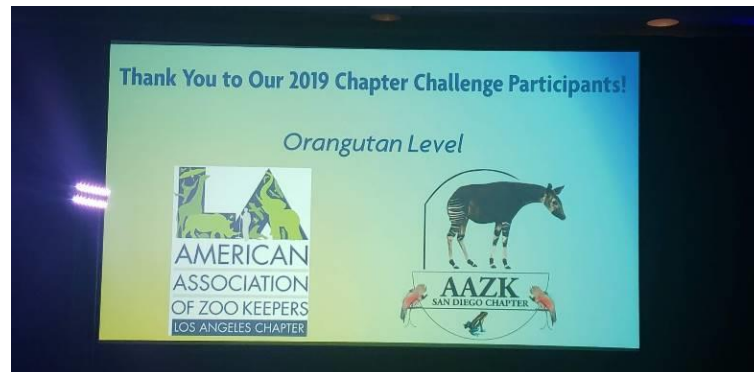 Thank You to Our 2019 Chapter Challenge Participants!
Orangutan Level
LA
AMERICAN
ASSOCIATION
OF ZOO KEEPERS
LOS ANGELES CHAPTER
AAZK
SAN DIEGO CHAPTER